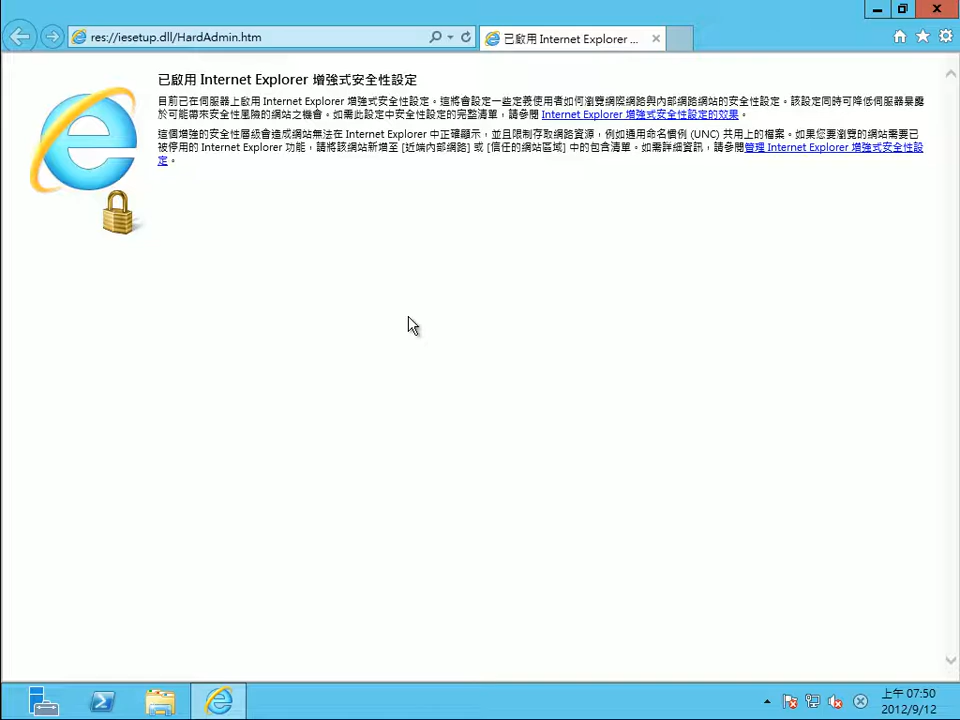 res://iesetup.dll/HardAdmin.htm
已啟用 Internet Explorer ...
已啟用 Internet Explorer 增強式安全性設定
目前已在伺服器上啟用 Internet Explorer 增強式安全性設定。這將會設定一些定義使用者如何瀏覽網際網路與內部網路網站的安全性設定。該設定同時可降低伺服器暴露
於可能帶來安全性風險的網站之機會。如需此設定中安全性設定的完整清單，請參閱 Internet Explorer 增強式安全性設定的效果。
這個增強的安全性層級會造成網站無法在 Internet Explorer 中正確顯示，並且限制存取網路資源，例如通用命名慣例 (UNC) 共用上的檔案。如果您要瀏覽的網站需要已
被停用的 Internet Explorer 功能，請將該網站新增至 [近端內部網路] 或 [信任的網站區域] 中的包含清單。如需詳細資訊，請參閱管理 Internet Explorer 增強式安全性設
定。
上午 07:50
2012/9/12